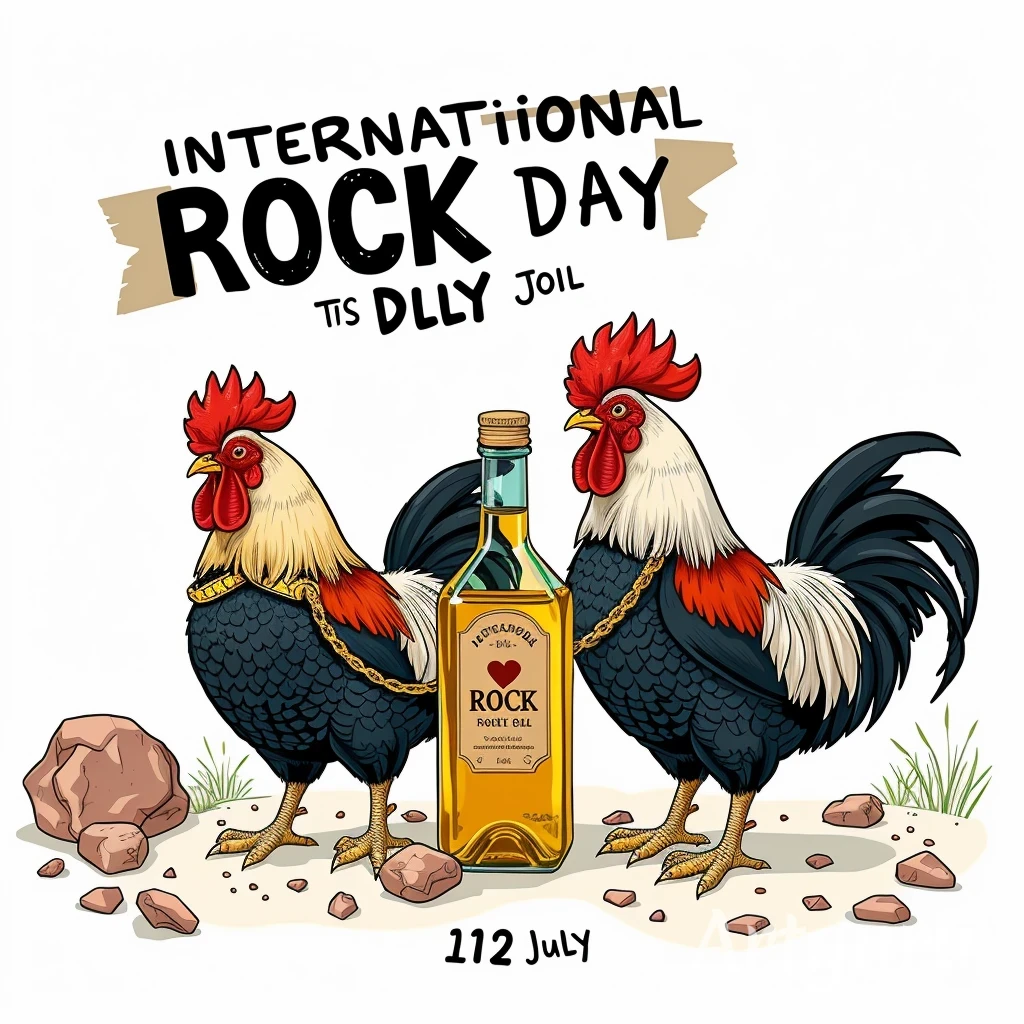 INTERNATiiONAL
ROCK DAY
TIS DLLY JOIL
ROCK
112 JULY